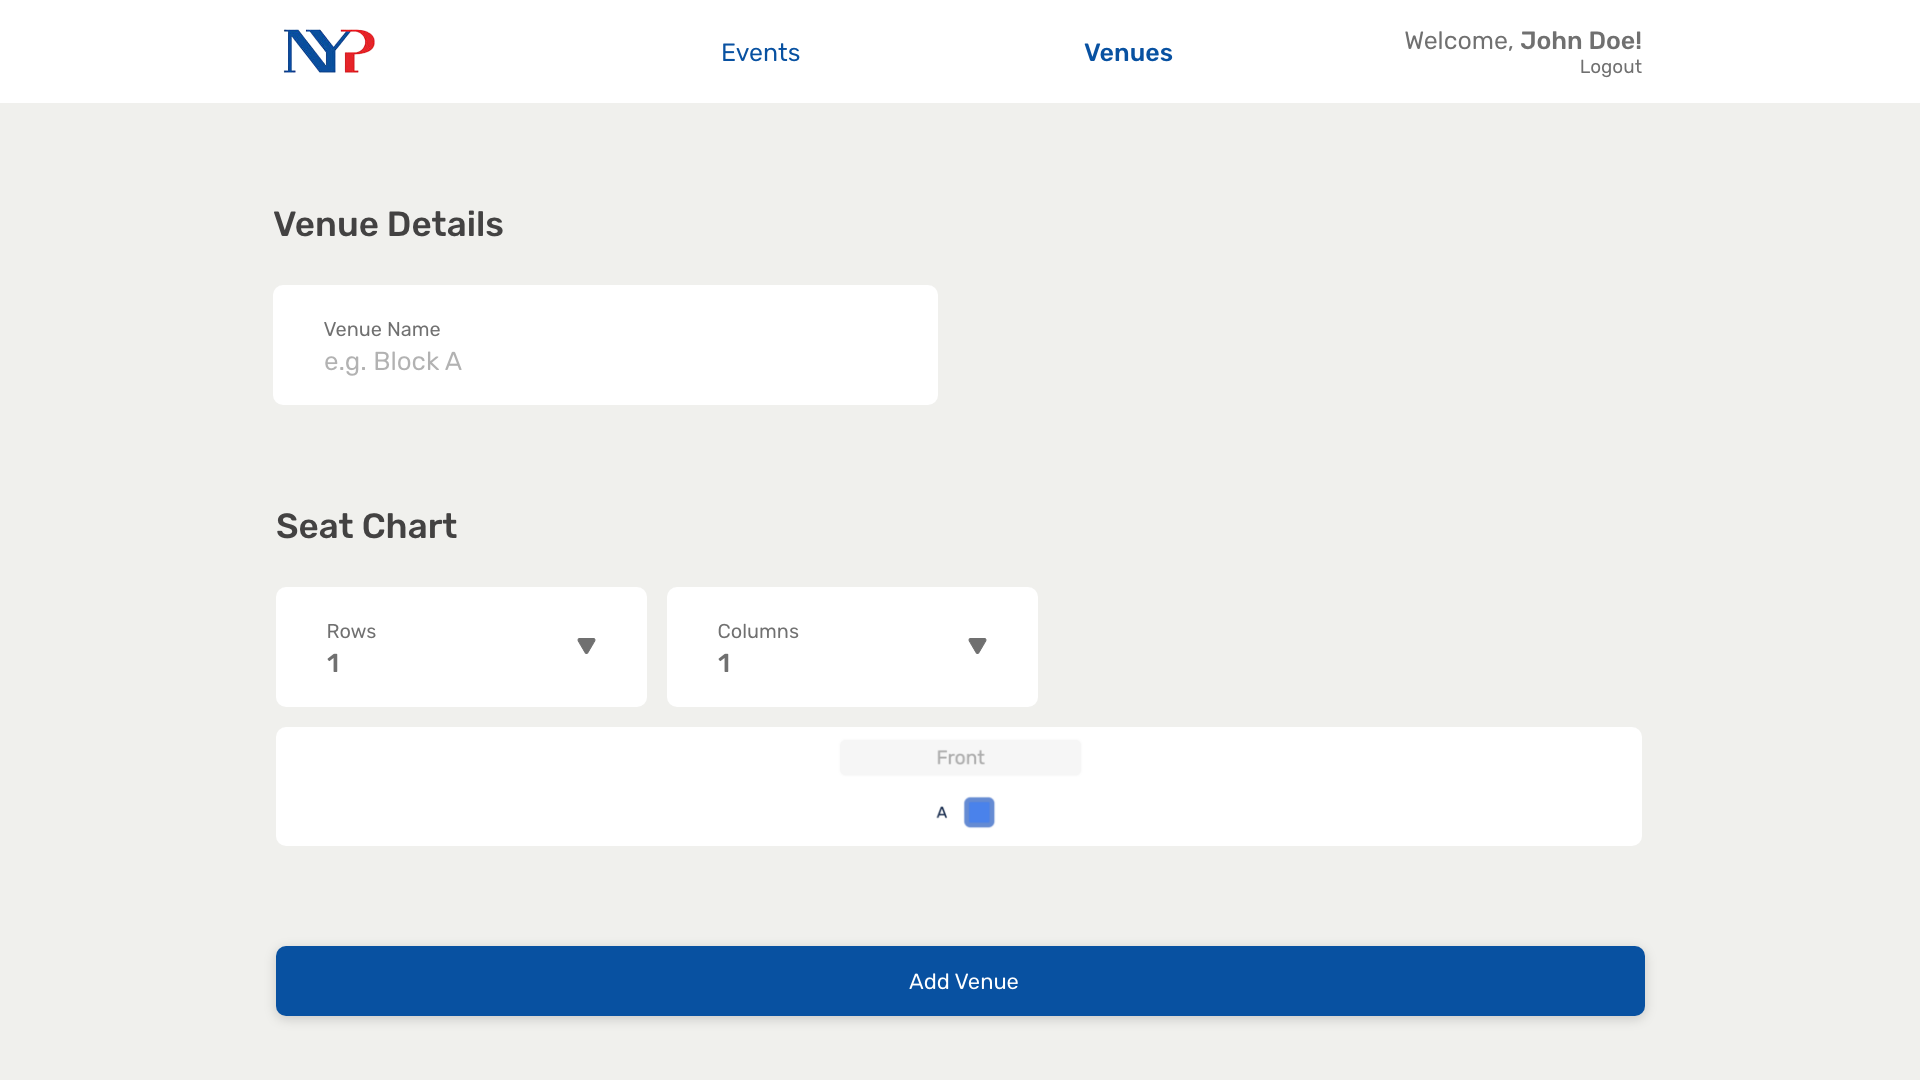 NYP
Events
Venues
Welcome, John Doe!
Logout
Venue Details
Venue Name
e.g. Block A
Seat Chart
Rows
1
Columns
1
Front
A
Add Venue